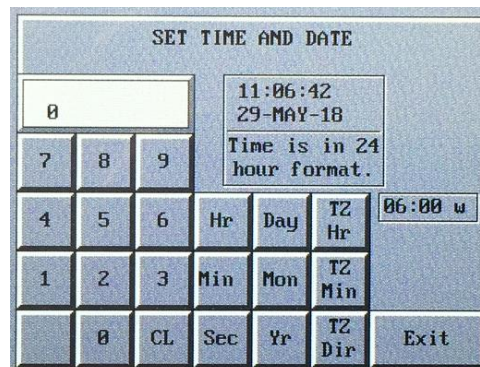 SET TIME AND DATE
11:06:42
29-MAY-18
0
Time is in 24
hour format.
7 8 9
4 5 6 Hr Day TZ Hr 06:00 w
1 2 3 Min Mon TZ Min
0 CL Sec Yr TZ Dir Exit